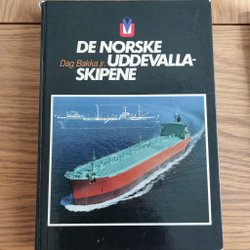 DE NORSKE
Dag Bakka jr. UDDEVALLA-
SKIPENE